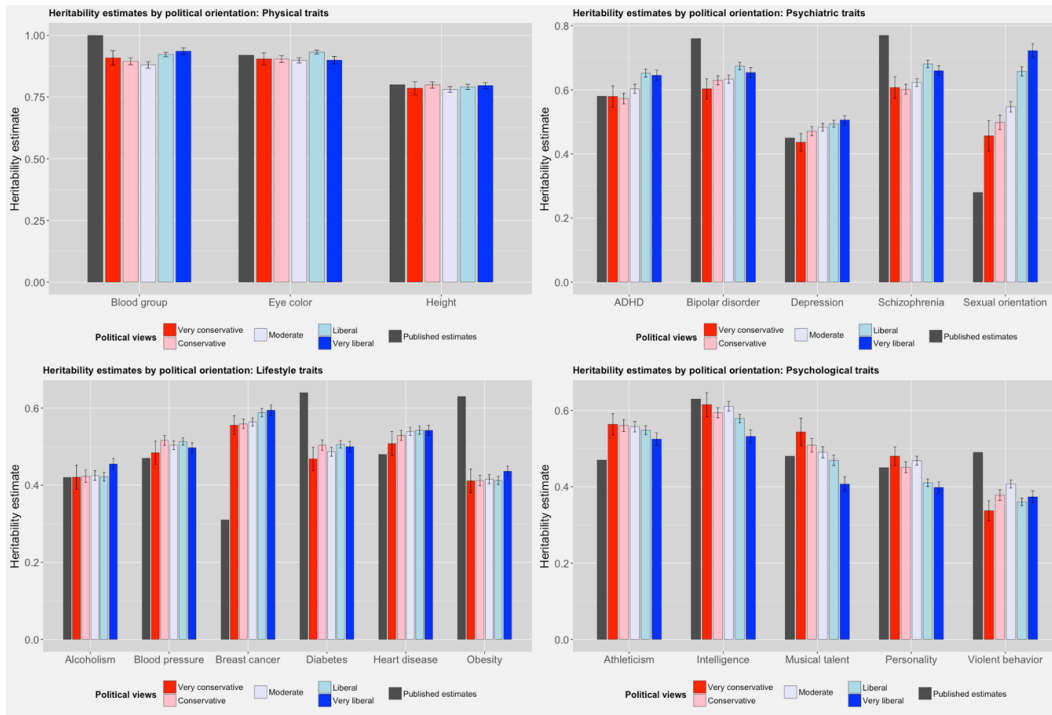 Heritability estimates by political orientation: Physical traits
Heritability estimate
1.00
0.75
0.50
0.25
0.00
Blood group Eye color Height
Political views
Very conservative
Conservative
Moderate
Liberal
Very liberal
Published estimates
Heritability estimates by political orientation: Psychiatric traits
Heritability estimate
0.8
0.6
0.4
0.2
0.0
ADHD Bipolar disorder Depression Schizophrenia Sexual orientation
Political views
Very conservative
Conservative
Moderate
Liberal
Very liberal
Published estimates
Heritability estimates by political orientation: Lifestyle traits
Heritability estimate
0.6
0.4
0.2
0.0
Alcoholism Blood pressure Breast cancer Diabetes Heart disease Obesity
Political views
Very conservative
Conservative
Moderate
Liberal
Very liberal
Published estimates
Heritability estimates by political orientation: Psychological traits
Heritability estimate
0.6
0.4
0.2
0.0
Athleticism Intelligence Musical talent Personality Violent behavior
Political views
Very conservative
Conservative
Moderate
Liberal
Very liberal
Published estimates